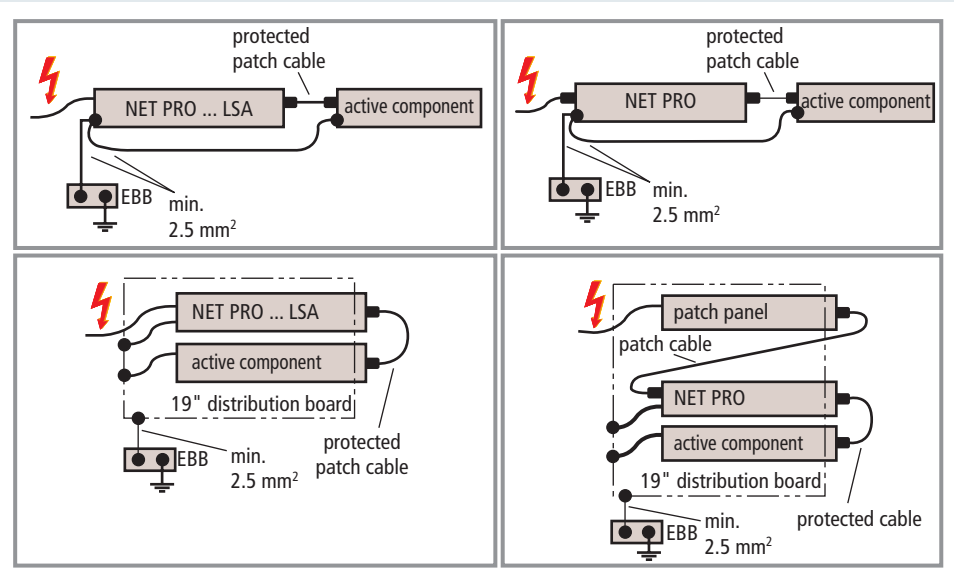 protected
patch cable
NET PRO ... LSA
active component
EBB
min.
2.5 mm²
protected
patch cable
NET PRO
active component
EBB
min.
2.5 mm²
NET PRO ... LSA
active component
19" distribution board
EBB
min.
2.5 mm²
protected
patch cable
patch panel
patch cable
NET PRO
active component
19" distribution board
EBB
min.
2.5 mm²
protected cable